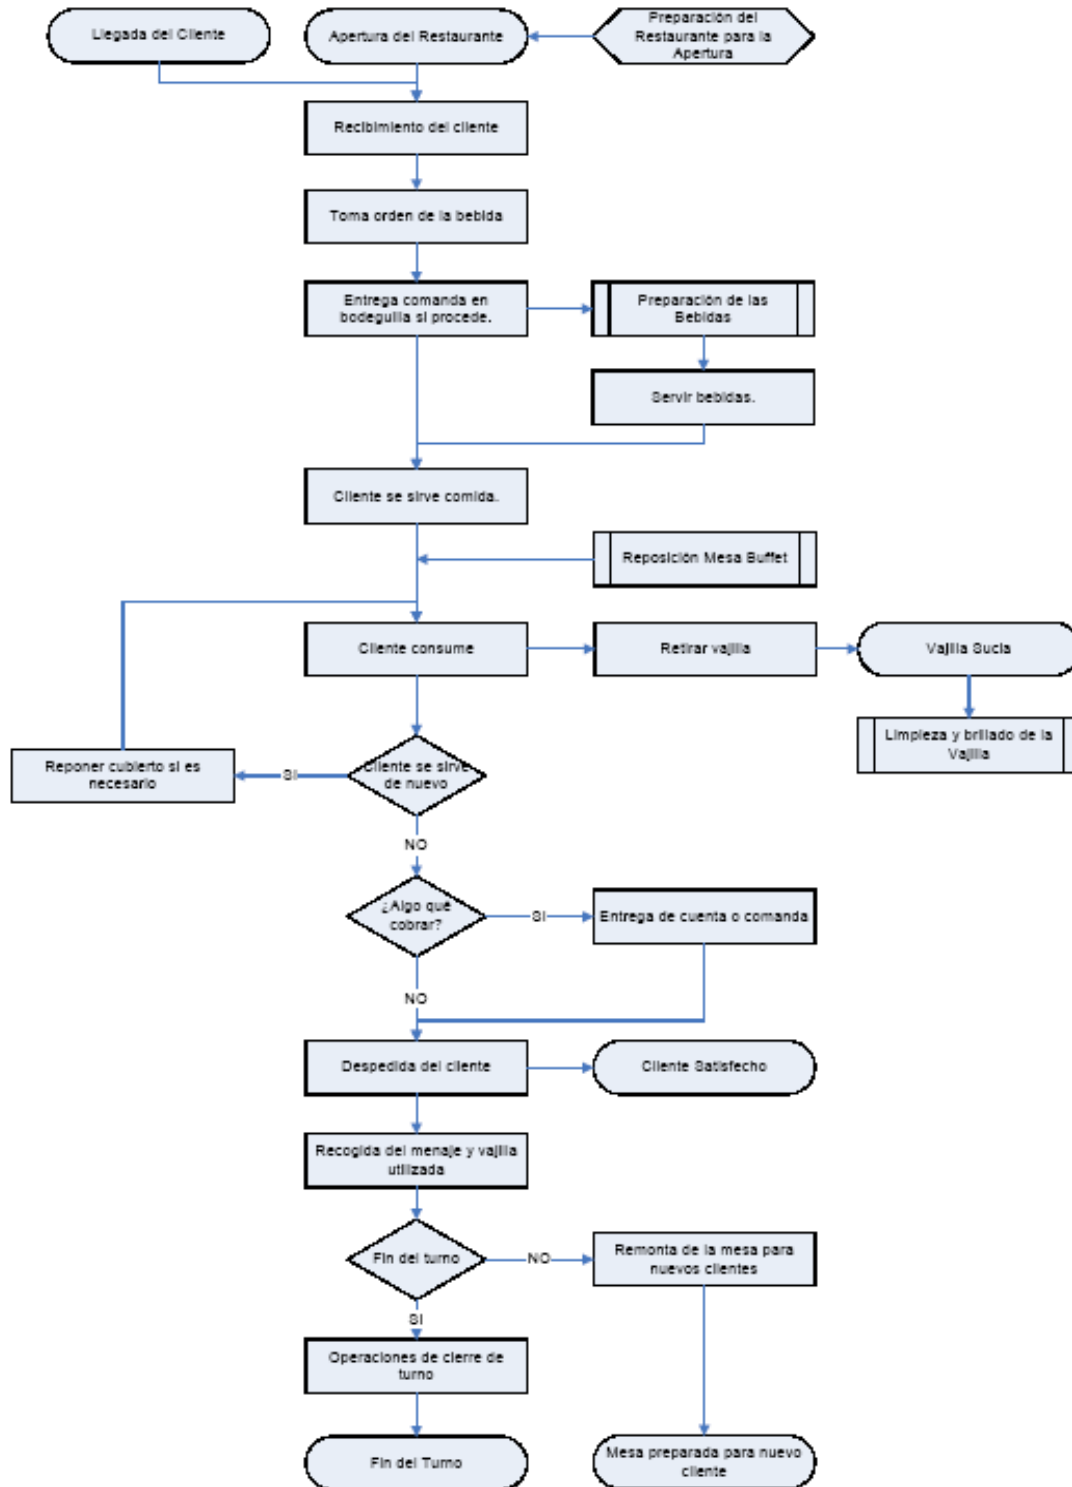 Llegada del Cliente
Apertura del Restaurante
Preparación del
Restaurante para la
Apertura
Recibimiento del cliente
Toma orden de la bebida
Entrega comanda en
bodeguilla si procede.
Preparación de las
Bebidas
Servir bebidas.
Cliente se sirve comida.
Reposición Mesa Buffet
Cliente consume
Retirar vajilla
Vajilla Sucia
Limpieza y brillado de la
Vajilla
Cliente se sirve
de nuevo
SI
Reponer cubierto si es
necesario
NO
¿Algo que
cobrar?
SI
Entrega de cuenta o comanda
NO
Despedida del cliente
Cliente Satisfecho
Recogida del menaje y vajilla
utilizada
Fin del turno
NO
Remonta de la mesa para
nuevos clientes
SI
Operaciones de cierre de
turno
Fin del Turno
Mesa preparada para nuevo
cliente